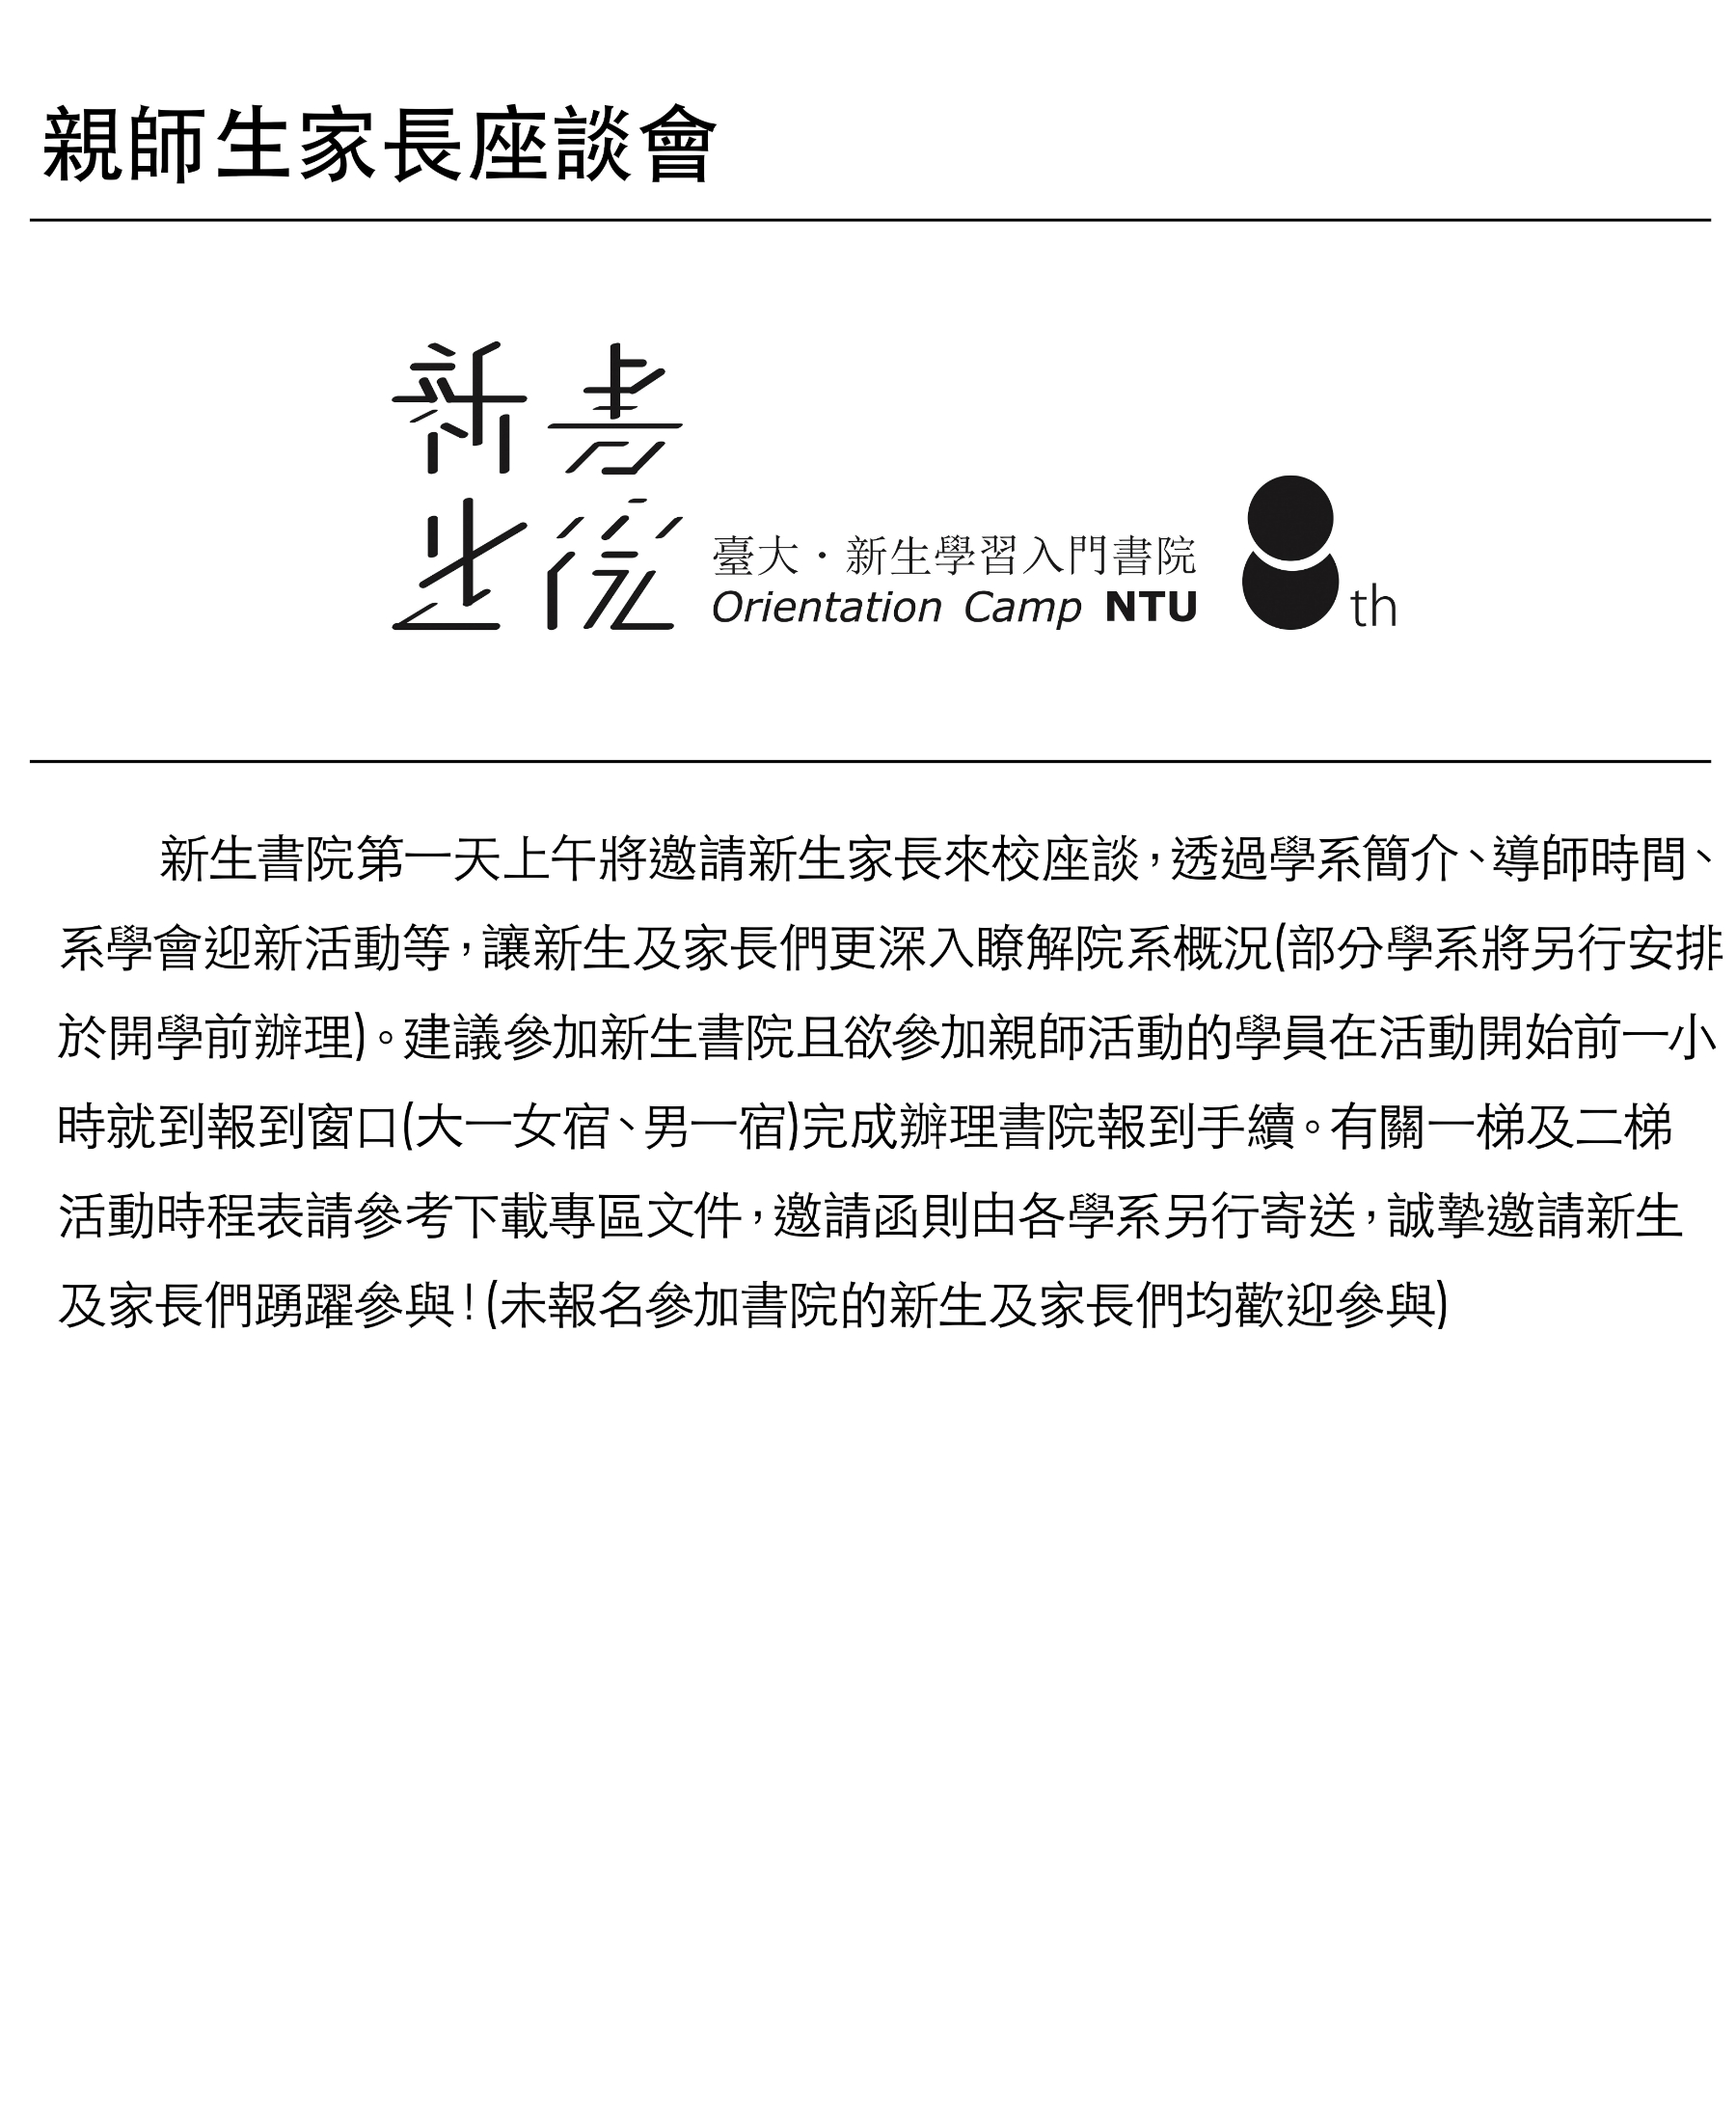 親師生家長座談會
新生書院
臺大・新生學習入門書院
Orientation Camp NTU 8th
新生書院第一天上午將邀請新生家長來校座談，透過學系簡介、導師時間、
系學會迎新活動等，讓新生及家長們更深入瞭解院系概況(部分學系將另行安排
於開學前辦理)。建議參加新生書院且欲參加親師活動的學員在活動開始前一小
時就到報到窗口(大一女宿、男一宿)完成辦理書院報到手續。有關一梯及二梯
活動時程表請參考下載專區文件，邀請函則由各學系另行寄送，誠摯邀請新生
及家長們踴躍參與！(未報名參加書院的新生及家長們均歡迎參與)